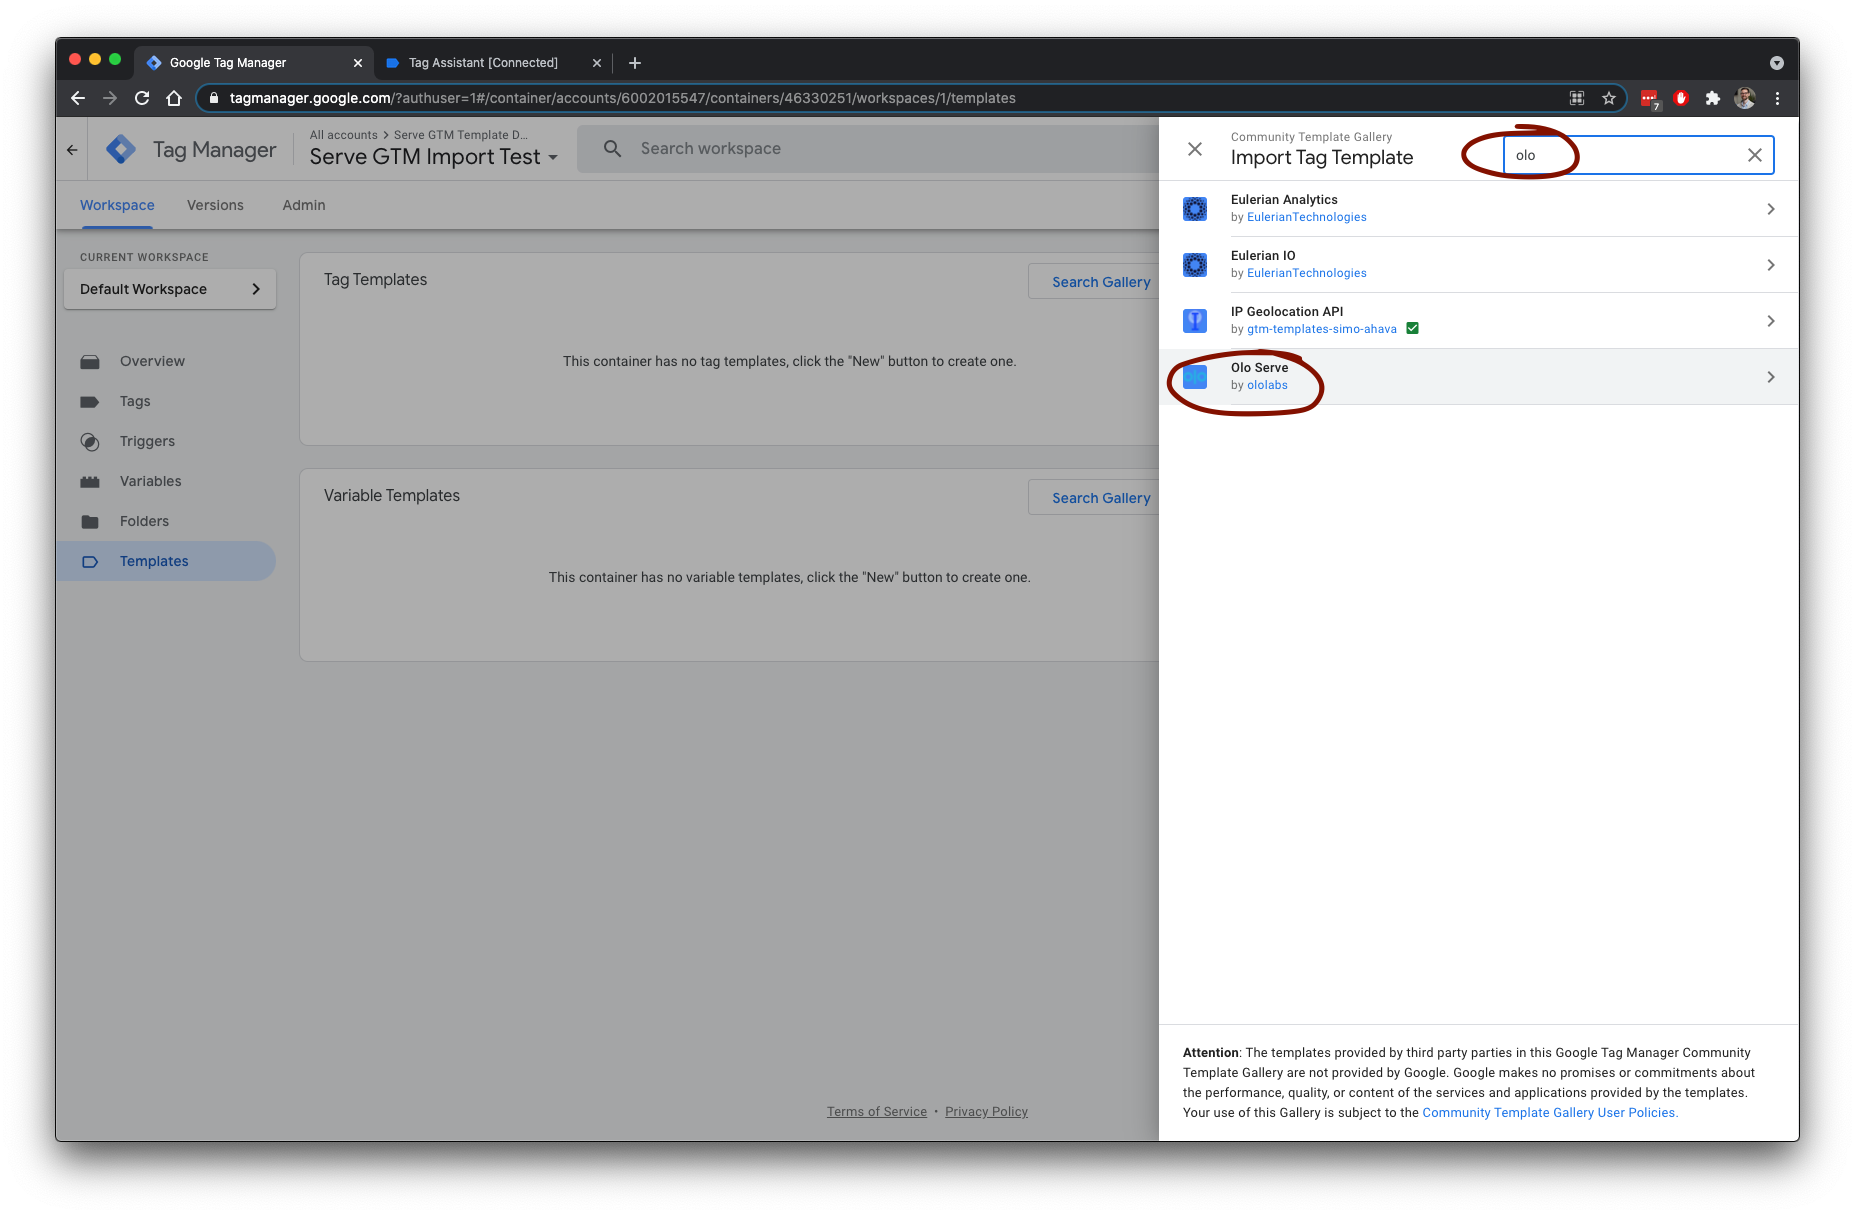 Google Tag Manager
Tag Assistant [Connected]
tagmanager.google.com/?authuser=1#/container/accounts/6002015547/containers/46330251/workspaces/1/templates
7
Tag Manager
All accounts > Serve GTM Template D...
Serve GTM Import Test
Search workspace
Community Template Gallery
Import Tag Template
olo
Workspace
Versions
Admin
CURRENT WORKSPACE
Default Workspace
Overview
Tags
Triggers
Variables
Folders
Templates
Tag Templates
Search Gallery
This container has no tag templates, click the "New" button to create one.
Variable Templates
Search Gallery
This container has no variable templates, click the "New" button to create one.
Terms of Service • Privacy Policy
Eulerian Analytics
by EulerianTechnologies
Eulerian IO
by EulerianTechnologies
IP Geolocation API
by gtm-templates-simo-ahava
olo
Olo Serve
by ololabs
Attention: The templates provided by third party parties in this Google Tag Manager Community
Template Gallery are not provided by Google. Google makes no promises or commitments about
the performance, quality, or content of the services and applications provided by the templates.
Your use of this Gallery is subject to the Community Template Gallery User Policies.